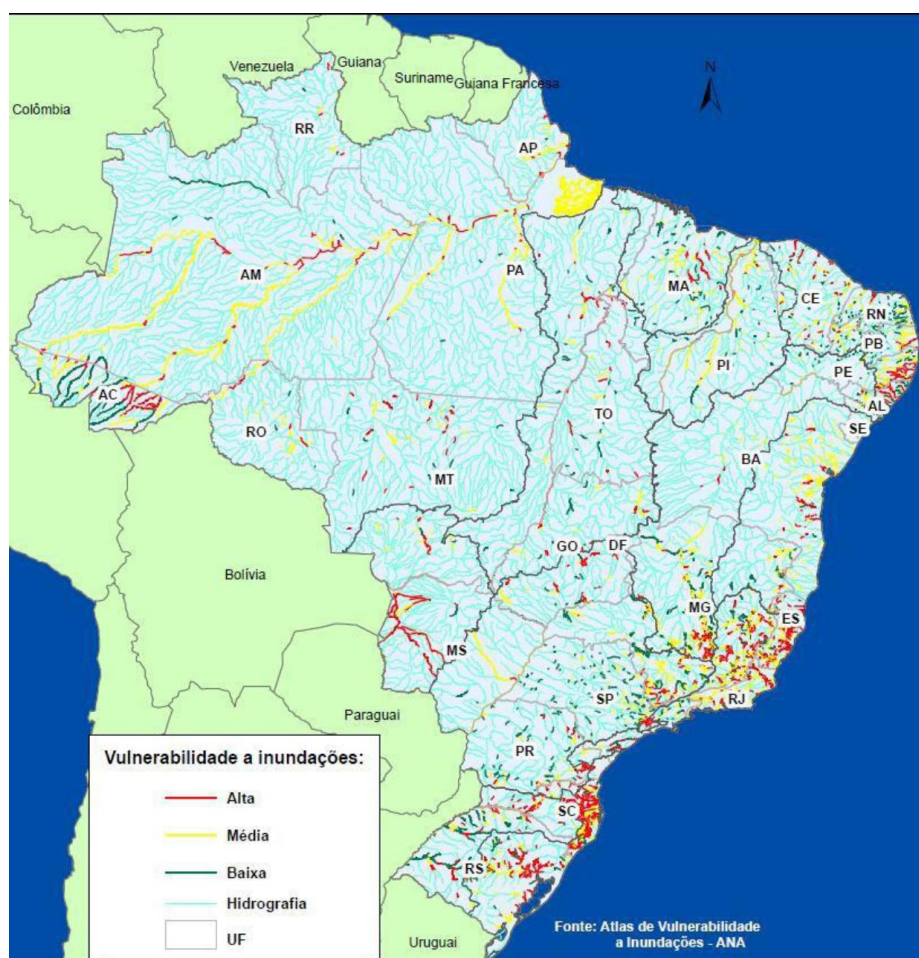 N
Venezuela
Guiana
Suriname
Guiana Francesa
Colômbia
RR
AP
AM
PA
MA
CE
RN
PB
PI
PE
AC
AL
TO
SE
RO
BA
MT
GO
DF
Bolívia
MG
ES
MS
SP
RJ
Paraguai
PR
SC
RS
Uruguai
Vulnerabilidade a inundações:
Alta
Média
Baixa
Hidrografia
UF
Fonte: Atlas de Vulnerabilidade
a Inundações - ANA